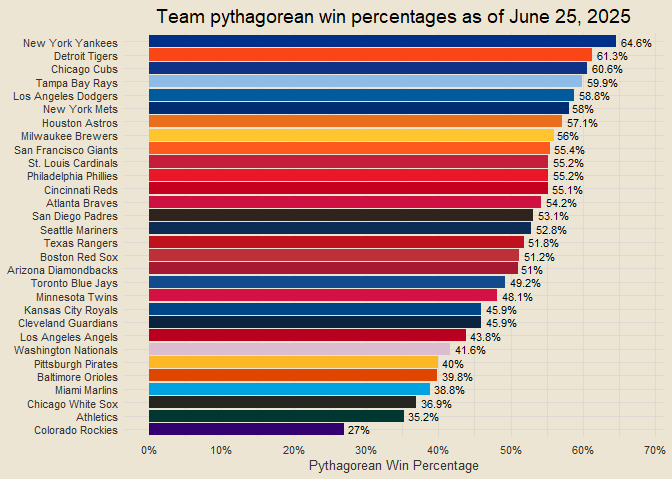 Team pythagorean win percentages as of June 25, 2025
New York Yankees 64.6%
Detroit Tigers 61.3%
Chicago Cubs 60.6%
Tampa Bay Rays 59.9%
Los Angeles Dodgers 58.8%
New York Mets 58%
Houston Astros 57.1%
Milwaukee Brewers 56%
San Francisco Giants 55.4%
St. Louis Cardinals 55.2%
Philadelphia Phillies 55.2%
Cincinnati Reds 55.1%
Atlanta Braves 54.2%
San Diego Padres 53.1%
Seattle Mariners 52.8%
Texas Rangers 51.8%
Boston Red Sox 51.2%
Arizona Diamondbacks 51%
Toronto Blue Jays 49.2%
Minnesota Twins 48.1%
Kansas City Royals 45.9%
Cleveland Guardians 45.9%
Los Angeles Angels 43.8%
Washington Nationals 41.6%
Pittsburgh Pirates 40%
Baltimore Orioles 39.8%
Miami Marlins 38.8%
Chicago White Sox 36.9%
Athletics 35.2%
Colorado Rockies 27%
0% 10% 20% 30% 40% 50% 60% 70%
Pythagorean Win Percentage